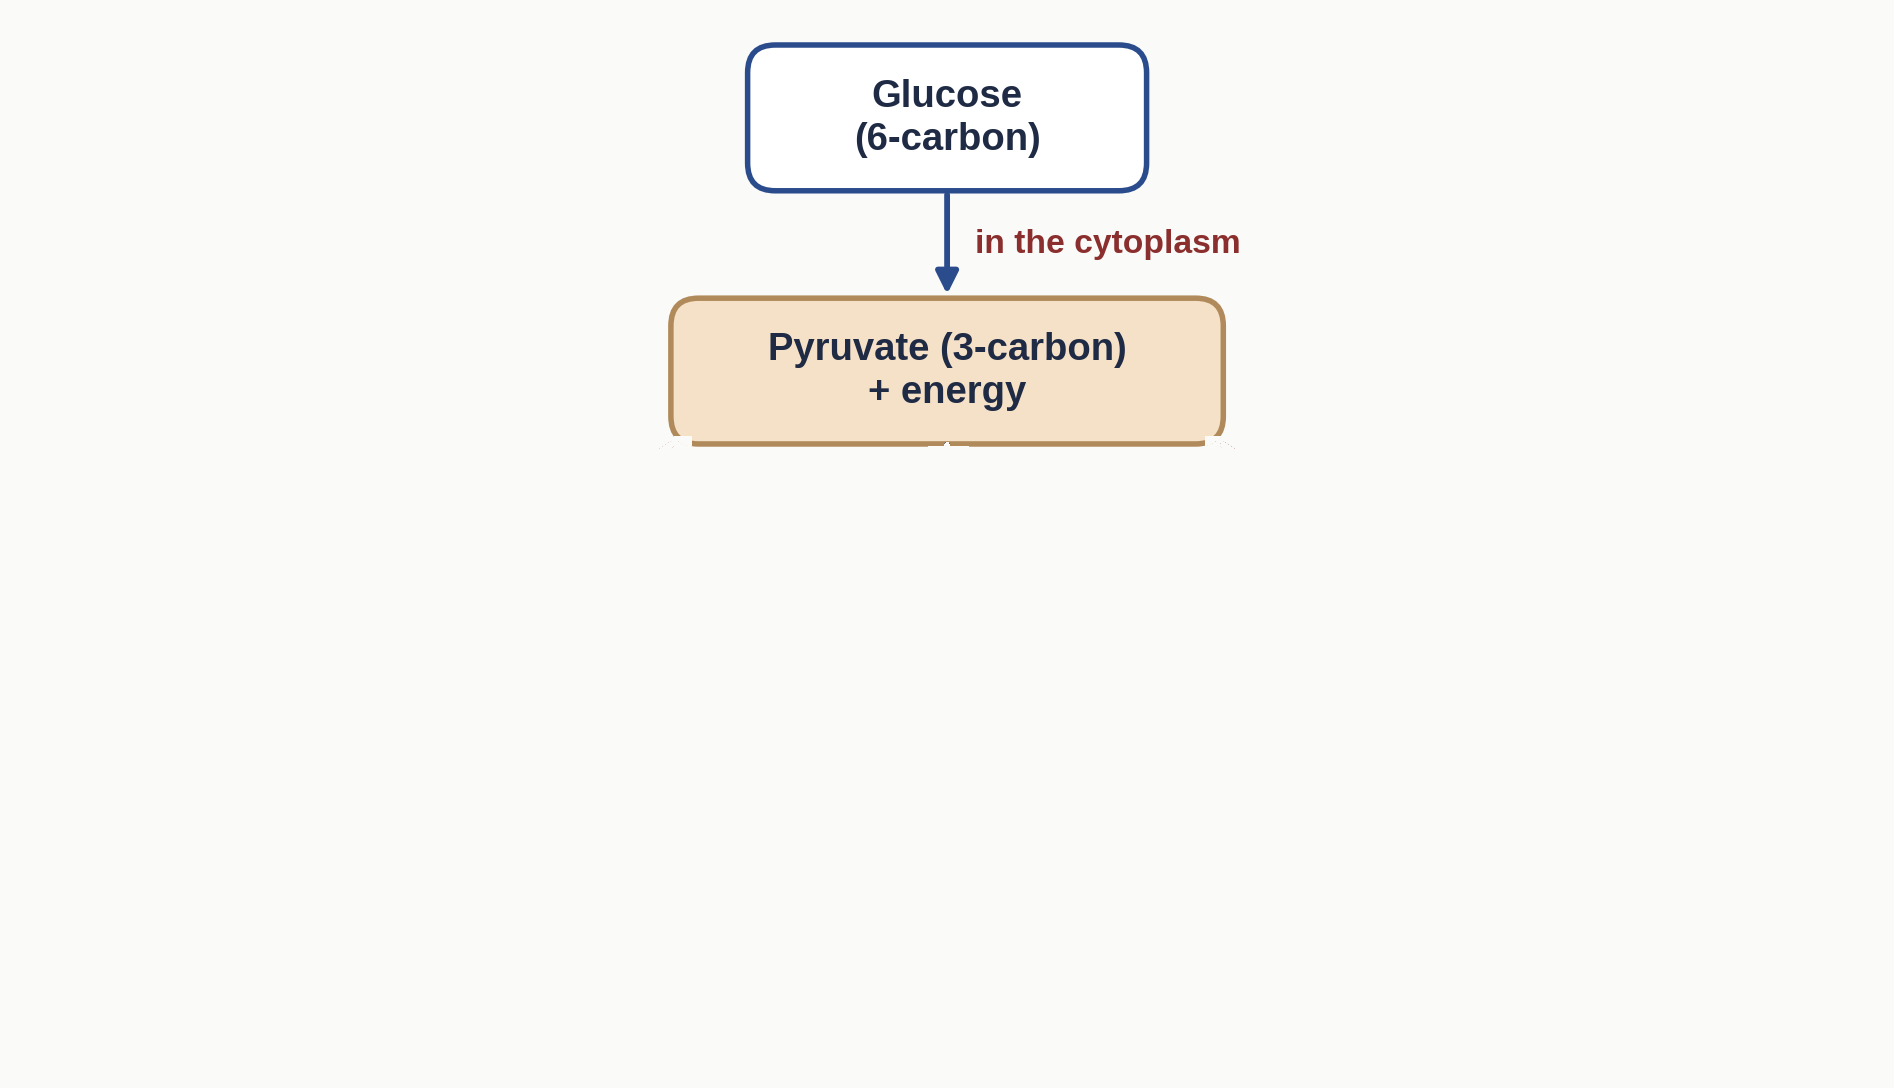 Glucose
(6-carbon)
in the cytoplasm
Pyruvate (3-carbon)
+ energy